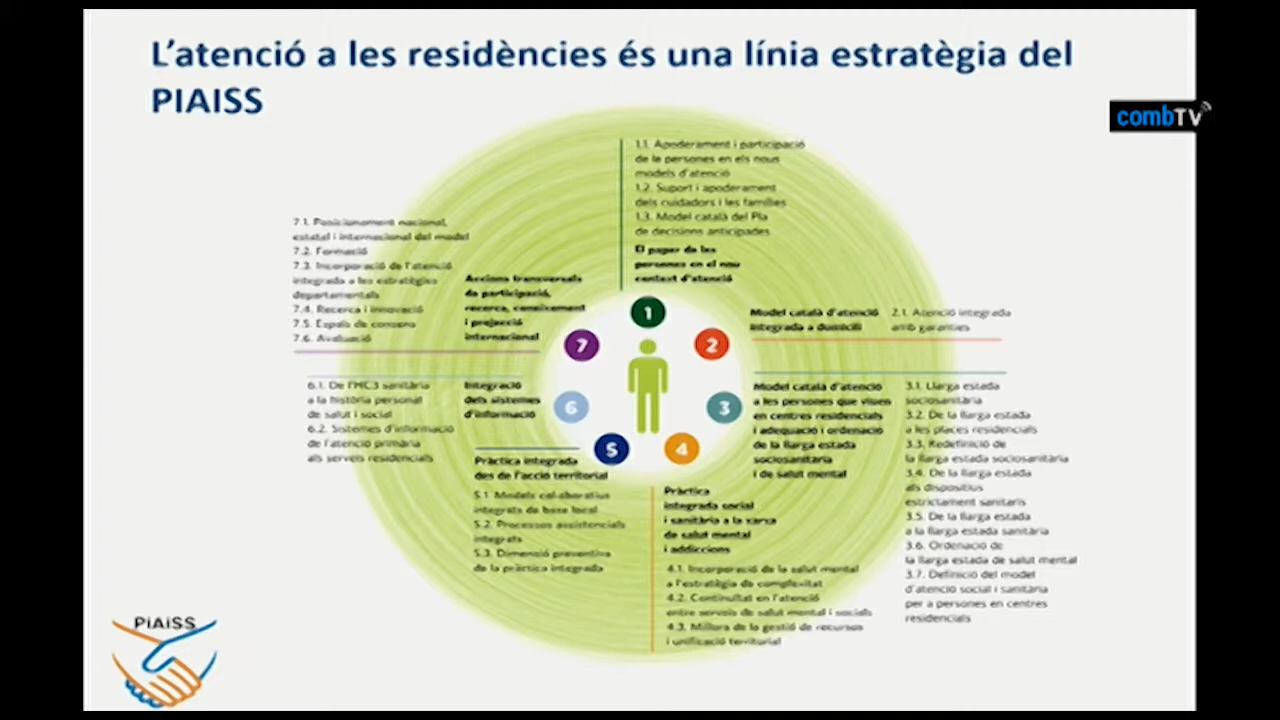 L'atenció a les residències és una línia estratègia del
PIAISS
combTV
1.1. Apoderament i participació
de le persones en els nous
models d'atenció
1.2. Suport i apoderament
dels cuidadors i les famílies
1.3. Model català del Pla
de decisions anticipades
El paper de les
persones en el nou
context d'atenció
1
Model català d'atenció
integrada a domicili
2.1. Atenció integrada
amb garanties
2
Model català d'atenció
a les persones que viuen
en centres residencials
i adequació i ordenació
de la llarga estada
sociosanitària
i de salut mental
3.1. Llarga estada
sociosanitària
3.2. De la llarga estada
a les places residencials
3.3. Redefinició de
la llarga estada sociosanitària
3.4. De la llarga estada
als dispositius
estrictament sanitaris
3.5. De la llarga estada
a la llarga estada sanitària
3.6. Ordenació de
la llarga estada de salut mental
3.7. Definició del model
d'atenció social i sanitària
per a persones en centres
residencials
3
Pràctica
integrada social
i sanitària a la xarxa
de salut mental
i addiccions
4.1. Incorporació de la salut mental
a l'estratègia de complexitat
4.2. Continuïtat en l'atenció
entre serveis de salut mental i socials
4.3. Millora de la gestió de recursos
i unificació territorial
4
Pràctica integrada
des de l'acció territorial
5.1 Models col·laboratius
integrats de base local
5.2. Processos assistencials
integrats
5.3. Dimensió preventiva
de la pràctica integrada
5
6.1. De l'HC3 sanitària
a la història personal
de salut i social
6.2. Sistemes d'informació
de l'atenció primària
als serveis residencials
Integració
dels sistemes
d'informació
6
7.1. Posicionament nacional,
estatal i internacional del model
7.2. Formació
7.3. Incorporació de l'atenció
integrada a les estratègies
departamentals
7.4. Recerca i innovació
7.5. Espais de consens
7.6. Avaluació
Accions transversals
de participació,
recerca, coneixement
i projecció
internacional
7
PiAiSS